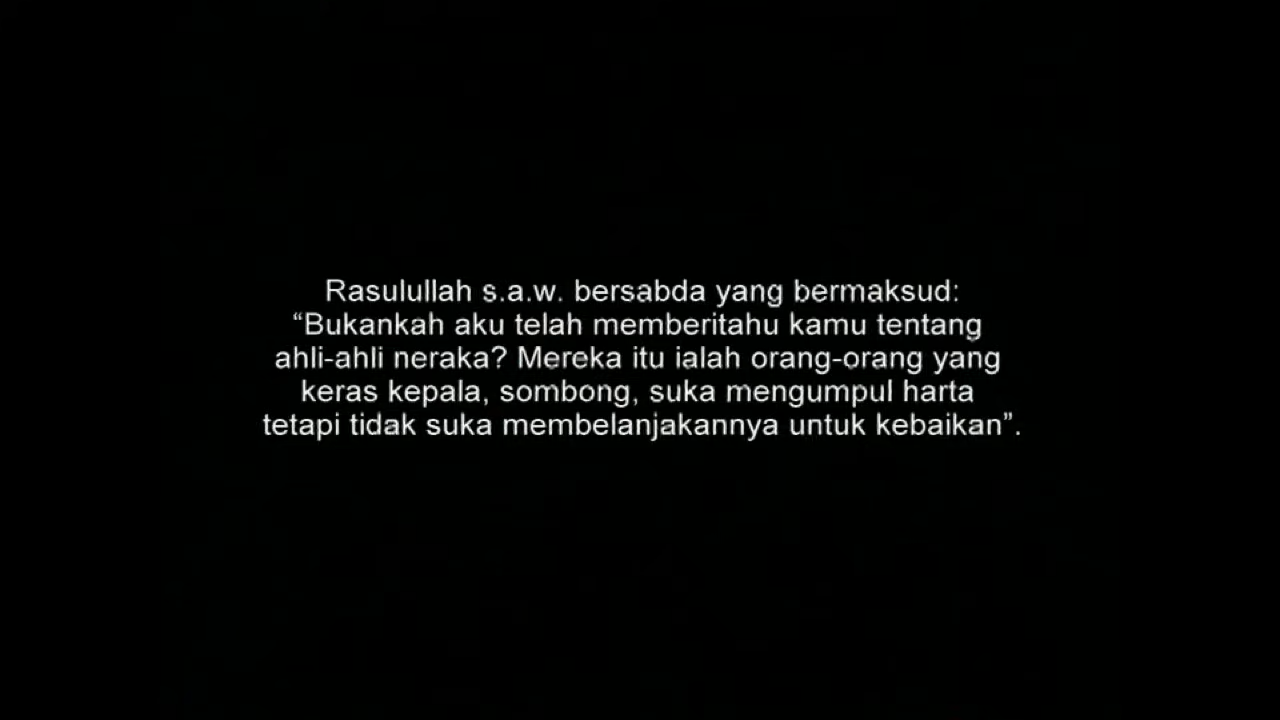 Rasulullah s.a.w. bersabda yang bermaksud:
“Bukankah aku telah memberitahu kamu tentang
ahli-ahli neraka? Mereka itu ialah orang-orang yang
keras kepala, sombong, suka mengumpul harta
tetapi tidak suka membelanjakannya untuk kebaikan”.